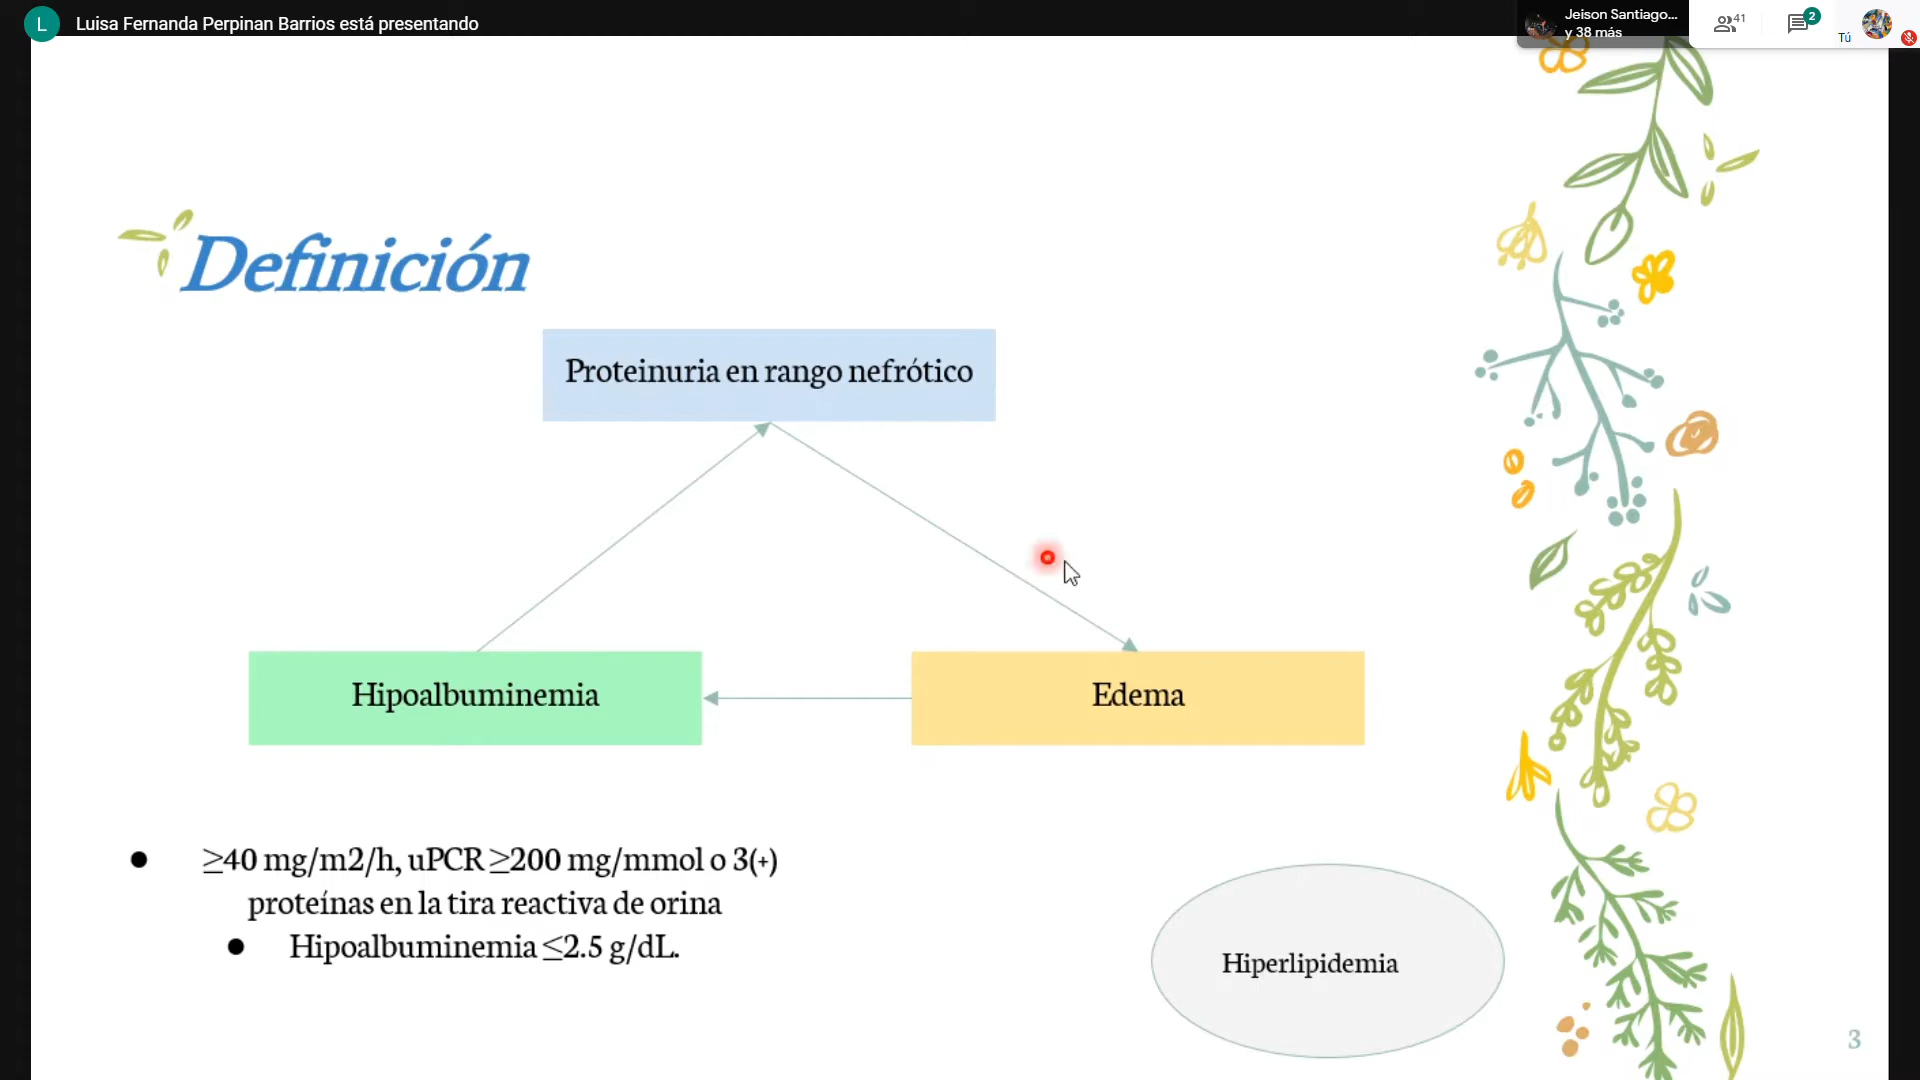 L
Luisa Fernanda Perpinan Barrios está presentando
Jeison Santiago...
y 38 más
41
2
Tú
Definición
Proteinuria en rango nefrótico
Hipoalbuminemia
Edema
● ≥40 mg/m2/h, uPCR ≥200 mg/mmol o 3(+)
proteínas en la tira reactiva de orina
● Hipoalbuminemia ≤2.5 g/dL.
Hiperlipidemia
3